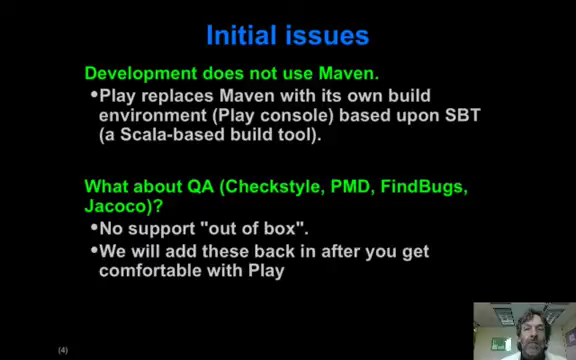 Initial issues
Development does not use Maven.
•Play replaces Maven with its own build
environment (Play console) based upon SBT
(a Scala-based build tool).
What about QA (Checkstyle, PMD, FindBugs,
Jacoco)?
•No support "out of box".
•We will add these back in after you get
comfortable with Play
(4)